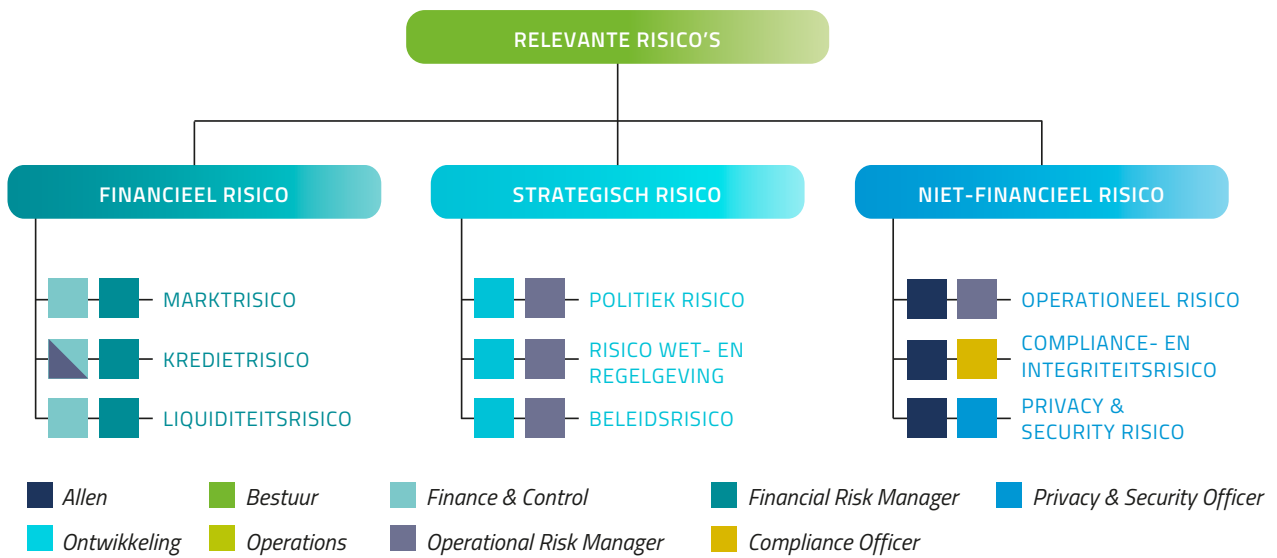 RELEVANTE RISICO'S
FINANCIEEL RISICO
STRATEGISCH RISICO
NIET-FINANCIEEL RISICO
MARKTRISICO
KREDIETRISICO
LIQUIDITEITSRISICO
POLITIEK RISICO
RISICO WET- EN
REGELGEVING
BELEIDSRISICO
OPERATIONEEL RISICO
COMPLIANCE- EN
INTEGRITEITSRISICO
PRIVACY &
SECURITY RISICO
Allen
Bestuur
Finance & Control
Financial Risk Manager
Privacy & Security Officer
Ontwikkeling
Operations
Operational Risk Manager
Compliance Officer